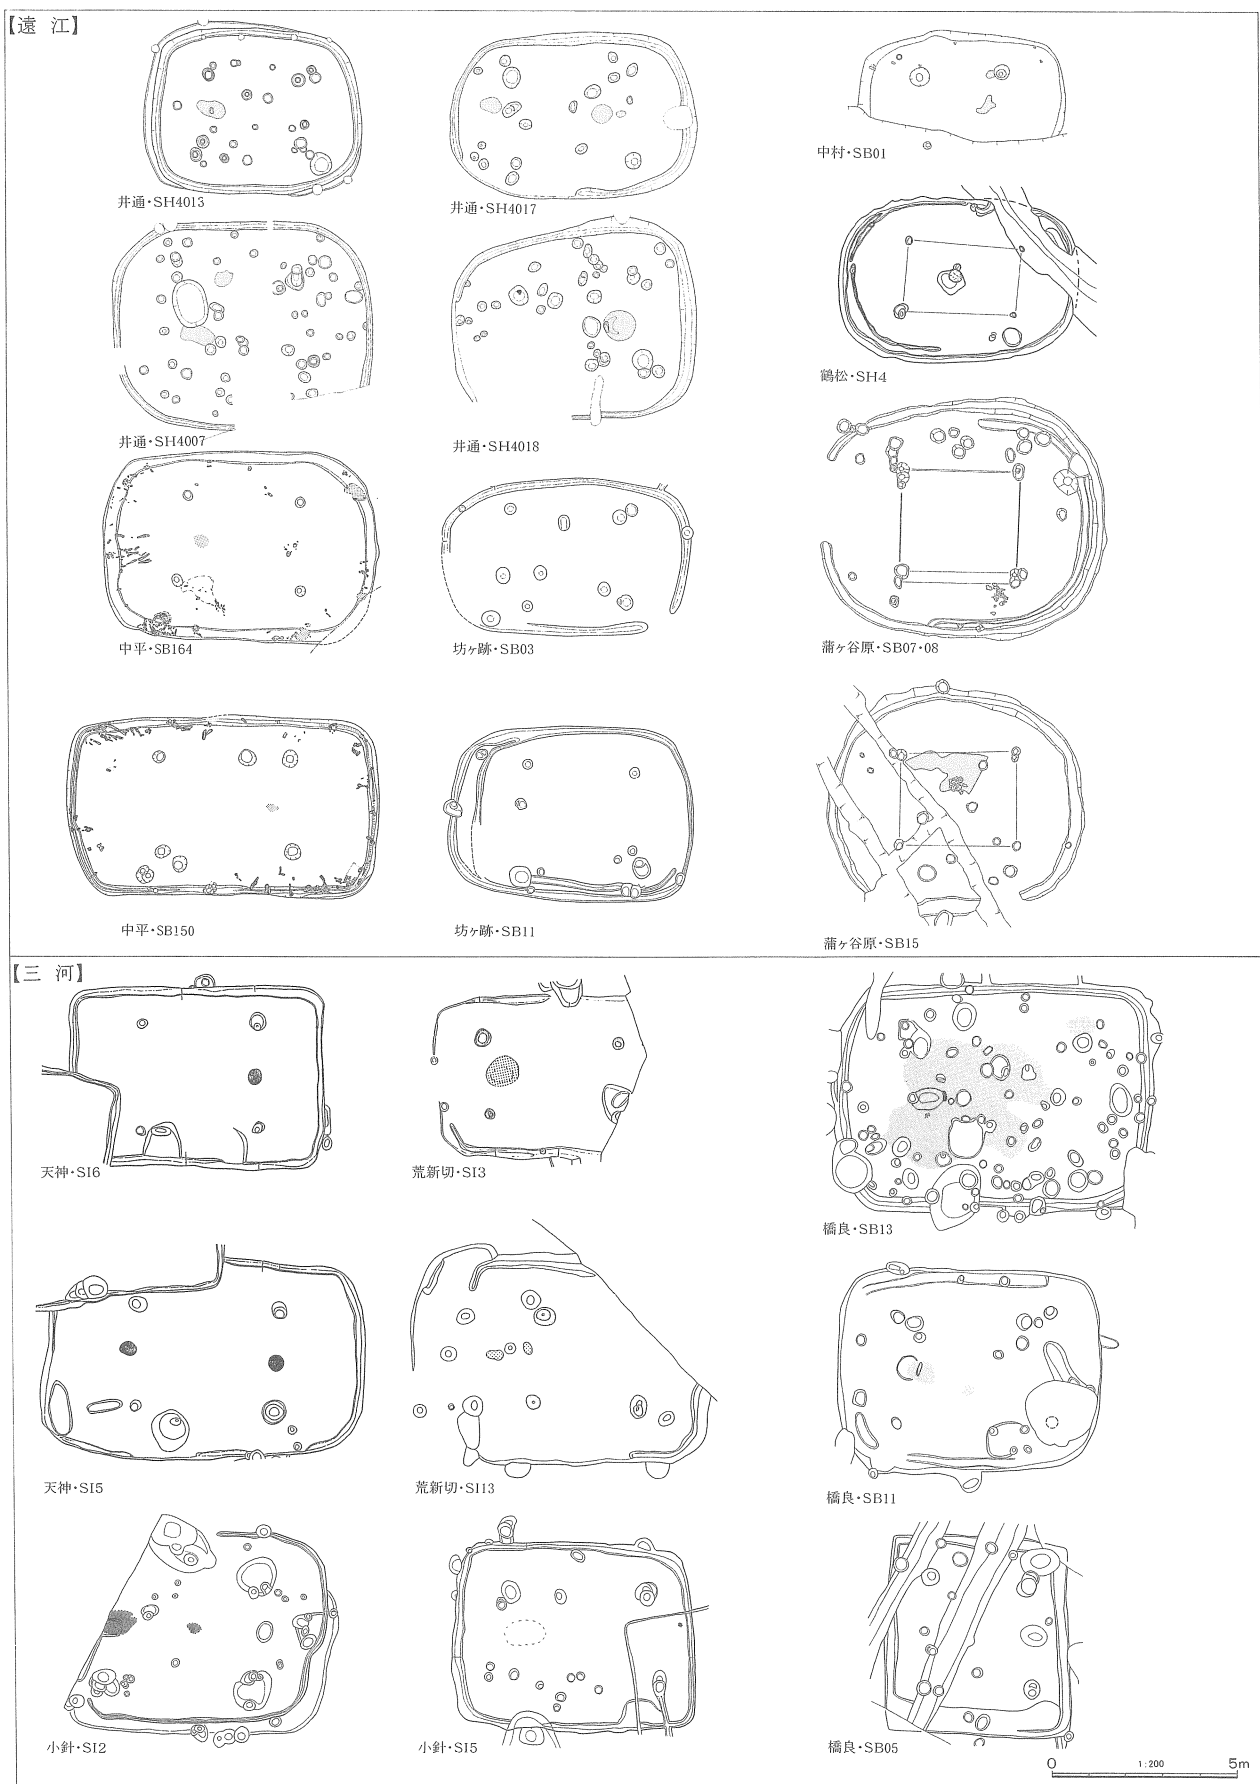 【遠 江】
井通・SH4013
井通・SH4017
中村・SB01
井通・SH4007
井通・SH4018
鶴松・SH4
中平・SB164
坊ヶ跡・SB03
蒲ヶ谷原・SB07・08
中平・SB150
坊ヶ跡・SB11
蒲ヶ谷原・SB15
【三 河】
天神・SI6
荒新切・SI3
橋良・SB13
天神・SI5
荒新切・SI13
橋良・SB11
小針・SI2
小針・SI5
橋良・SB05
0 1:200 5m